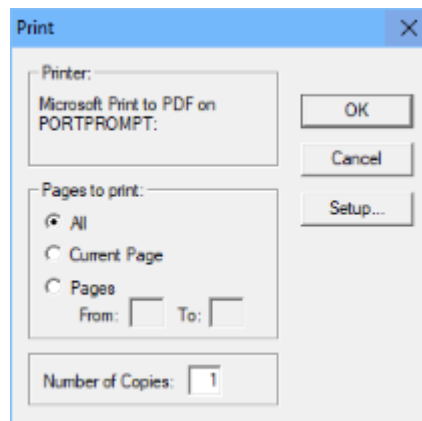 Print
Printer:
Microsoft Print to PDF on
PORTPROMPT:
OK
Cancel
Setup...
Pages to print:
All
Current Page
Pages
From: To:
Number of Copies: 1